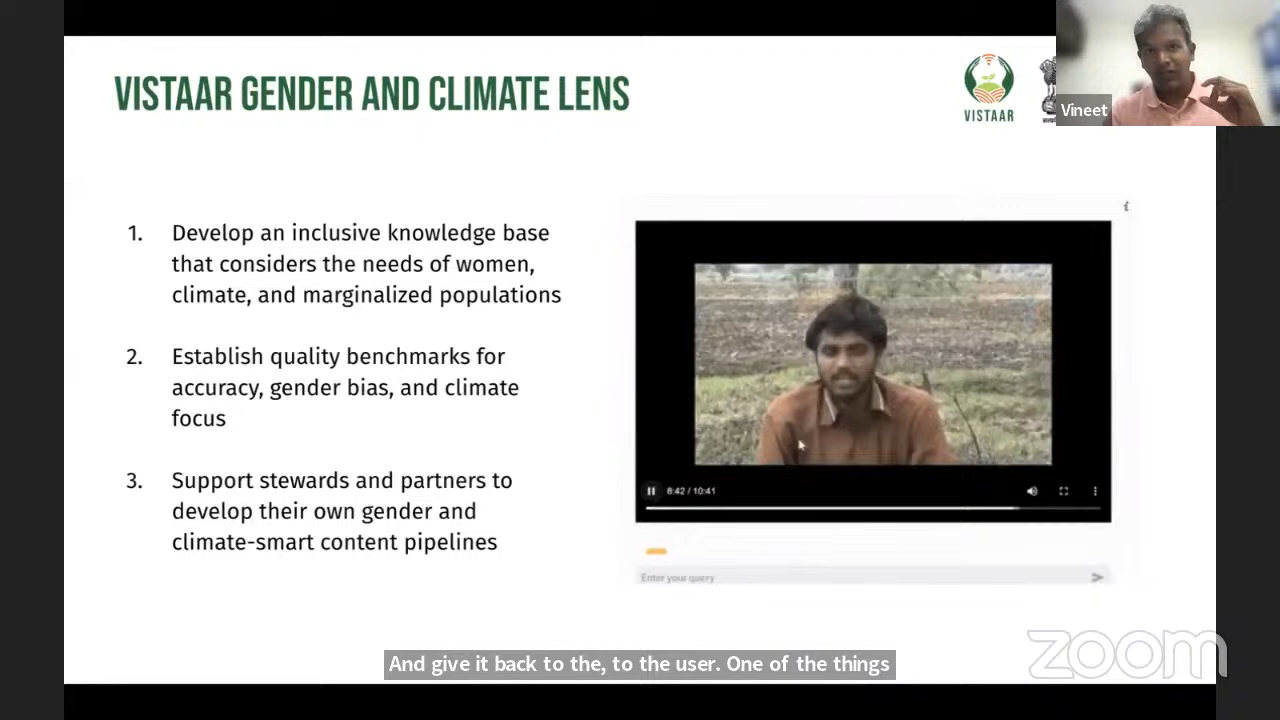 VISTAAR GENDER AND CLIMATE LENS
VISTAAR
Vineet
1. Develop an inclusive knowledge base
that considers the needs of women,
climate, and marginalized populations
2. Establish quality benchmarks for
accuracy, gender bias, and climate
focus
3. Support stewards and partners to
develop their own gender and
climate-smart content pipelines
i
8:42 / 10:41
Enter your query
And give it back to the, to the user. One of the things
zoom